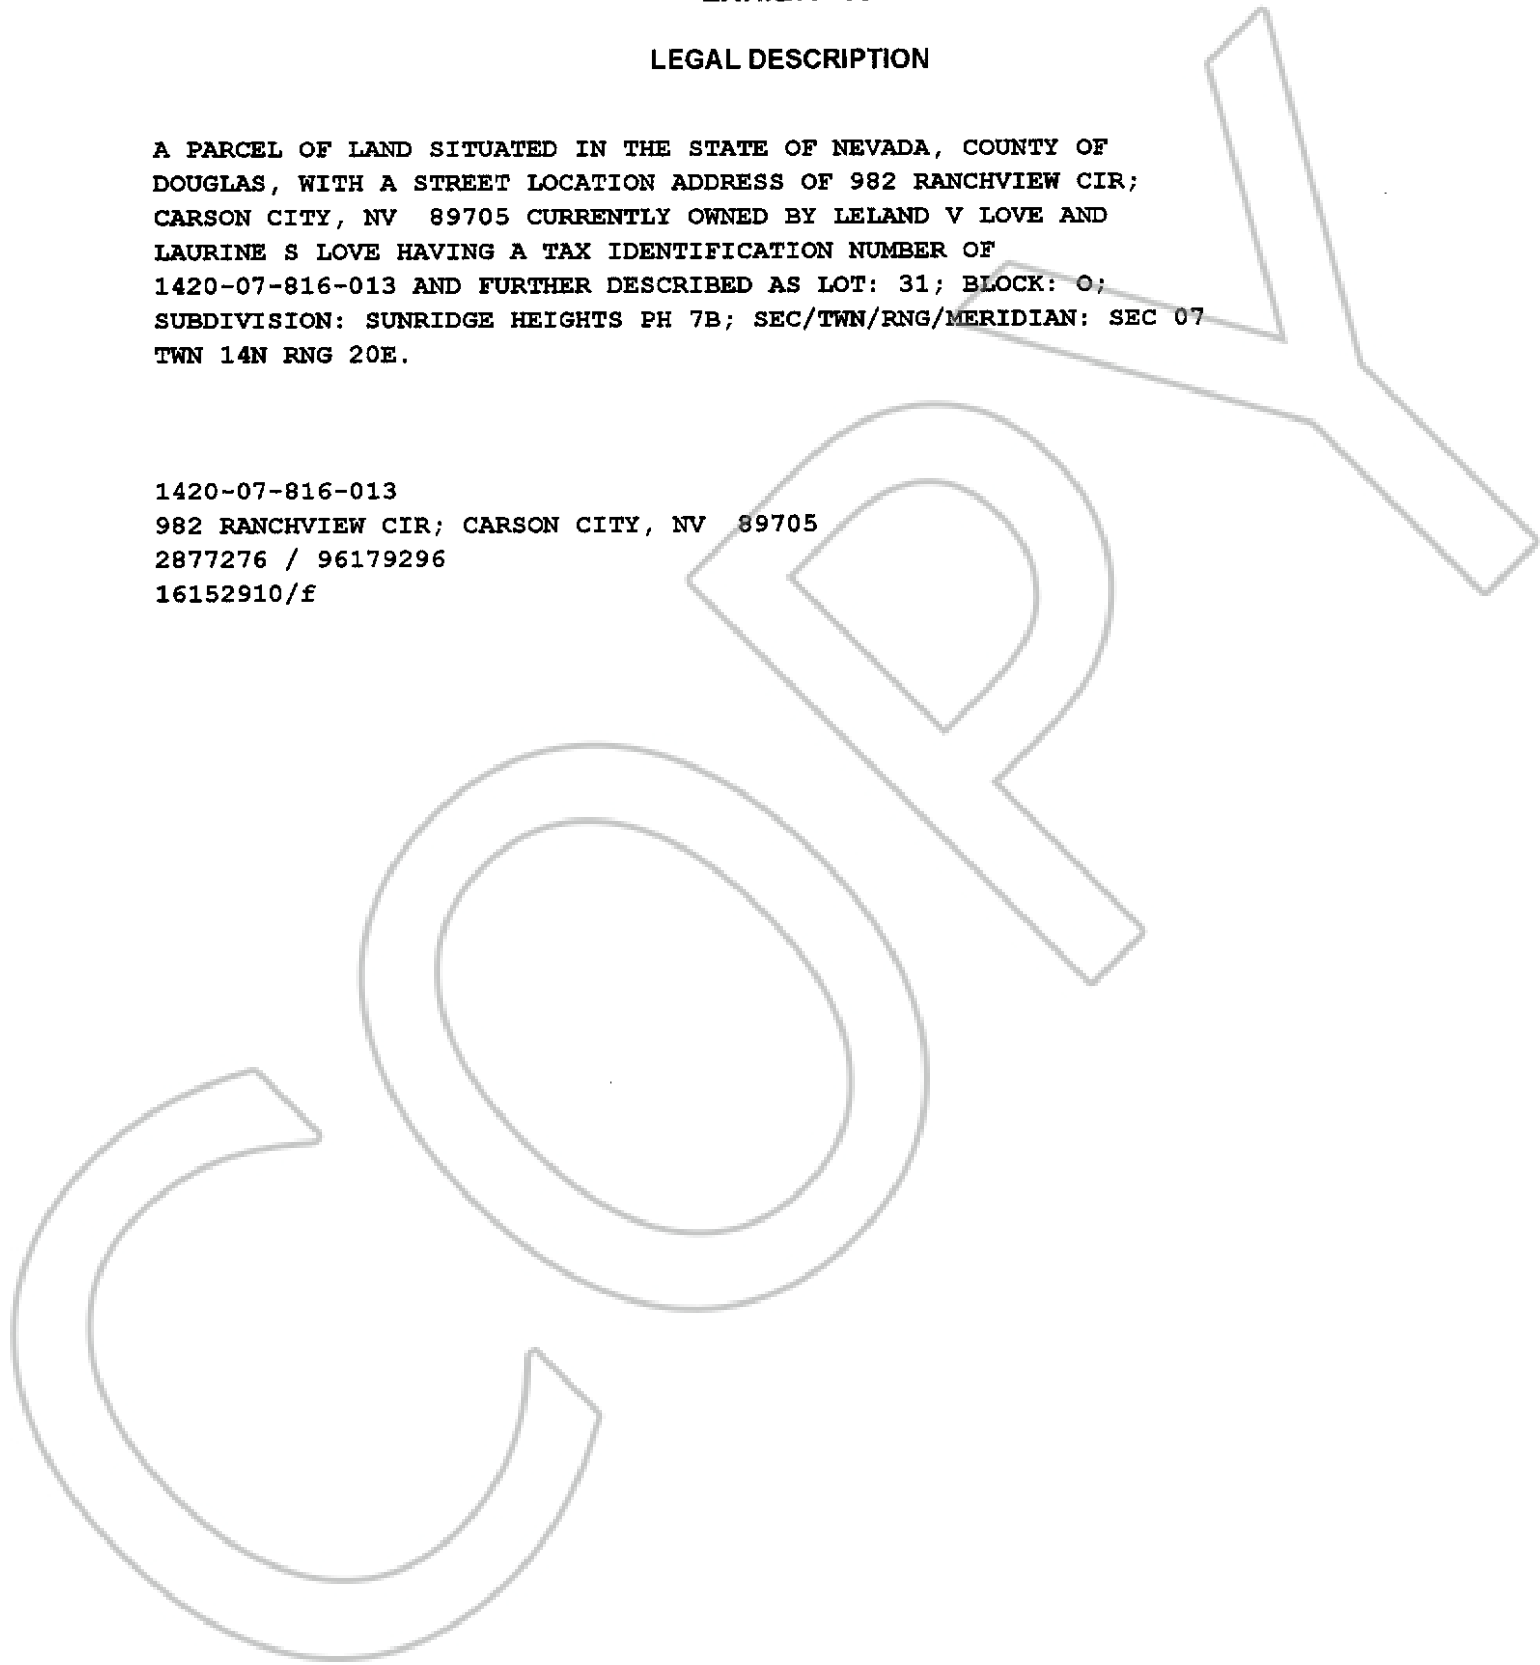 LEGAL DESCRIPTION
A PARCEL OF LAND SITUATED IN THE STATE OF NEVADA, COUNTY OF
DOUGLAS, WITH A STREET LOCATION ADDRESS OF 982 RANCHVIEW CIR;
CARSON CITY, NV  89705 CURRENTLY OWNED BY LELAND V LOVE AND
LAURINE S LOVE HAVING A TAX IDENTIFICATION NUMBER OF
1420-07-816-013 AND FURTHER DESCRIBED AS LOT: 31; BLOCK: O;
SUBDIVISION: SUNRIDGE HEIGHTS PH 7B; SEC/TWN/RNG/MERIDIAN: SEC 07
TWN 14N RNG 20E.
1420-07-816-013
982 RANCHVIEW CIR; CARSON CITY, NV  89705
2877276 / 96179296
16152910/f
COPY